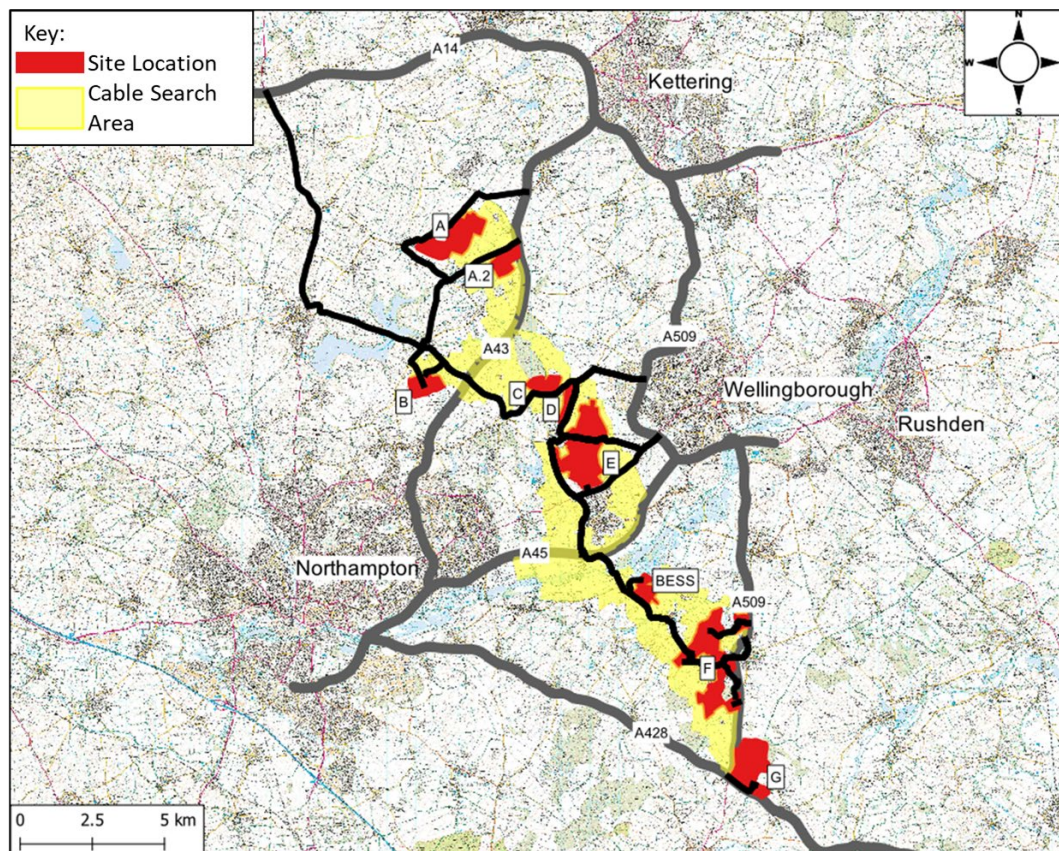 Key:
Site Location
Cable Search
Area
N
W
E
S
A14
Kettering
A
A.2
A43
A509
B
C
D
Wellingborough
Rushden
E
A45
Northampton
BESS
A509
F
A428
G
0 2.5 5 km